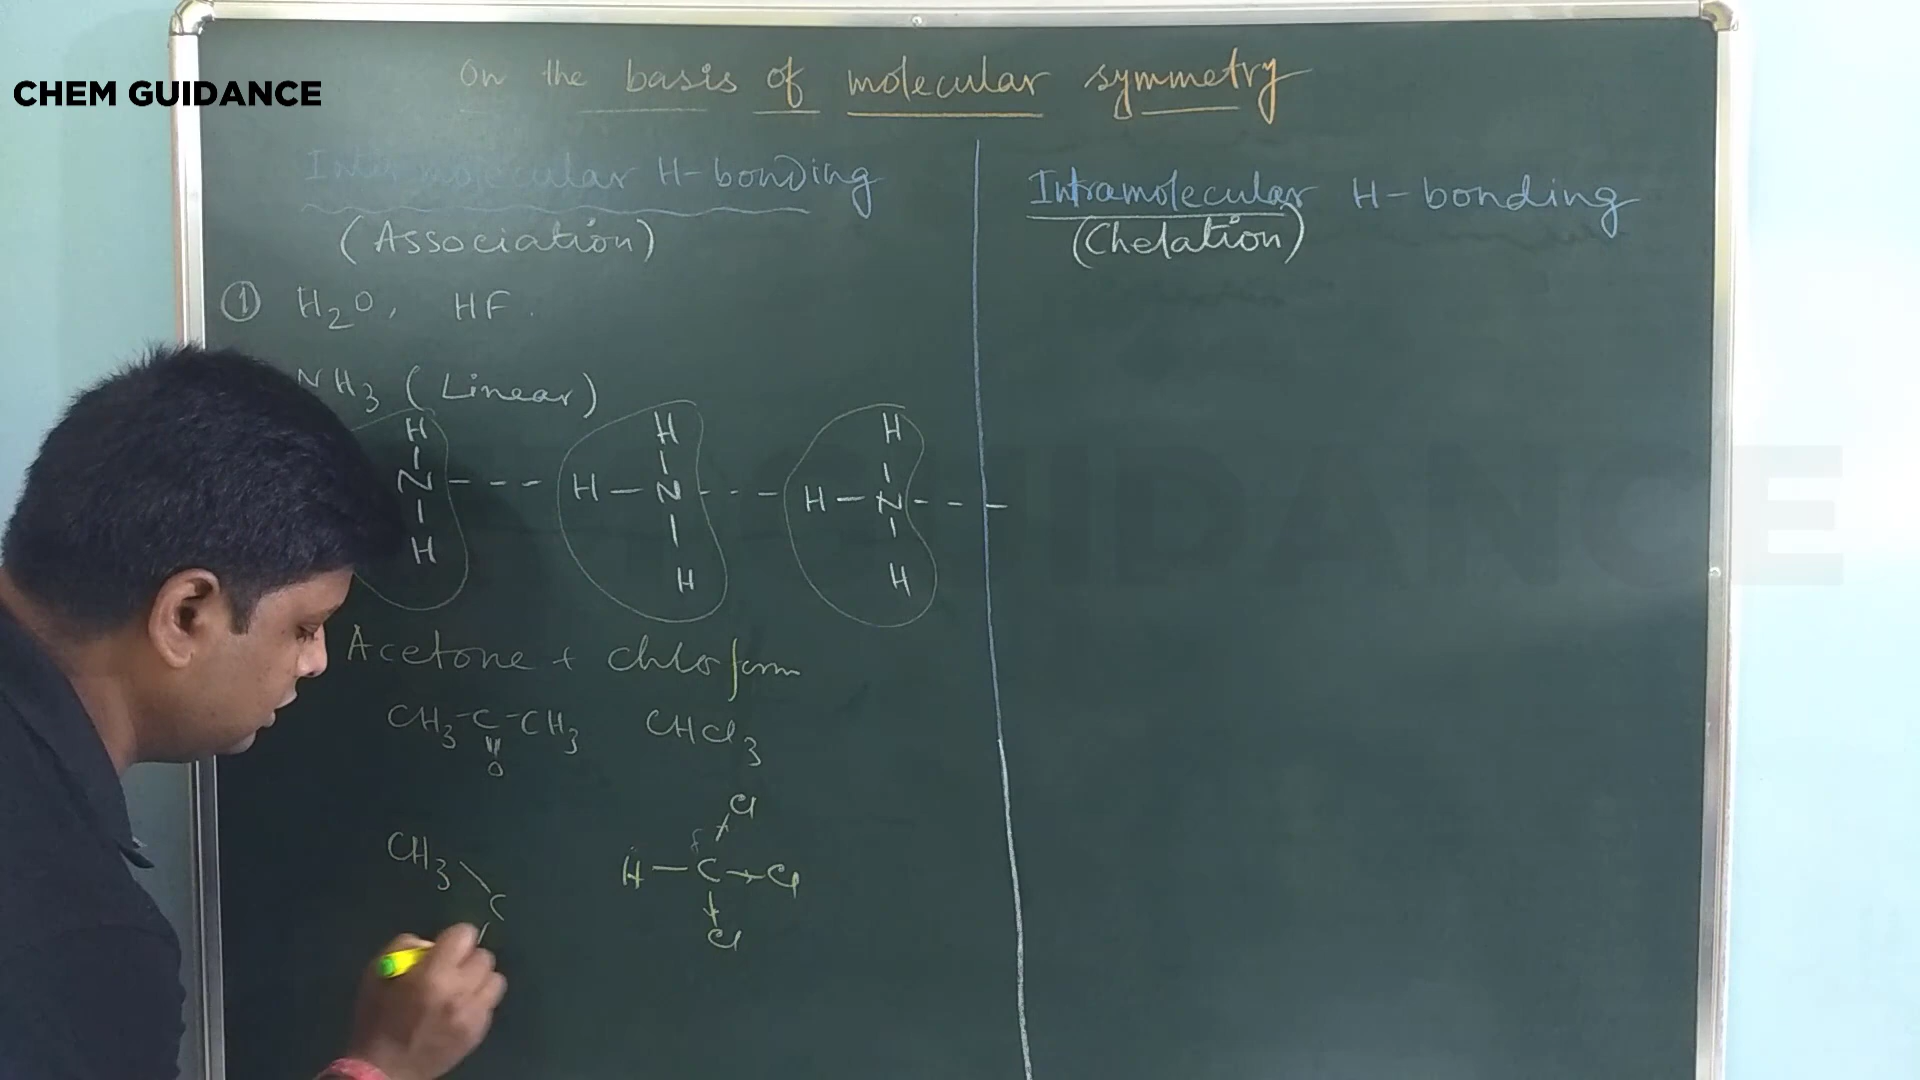 CHEM GUIDANCE
On the basis of molecular symmetry
Intermolecular H-bonding
(Association)
① H2O, HF.
NH3 (Linear)
H H H
N --- H - N --- H - N ---
H H H
Acetone + chloroform
CH3-C-CH3 CHCl3
O
Cl
CH3 H-C-Cl
C
Cl
Intramolecular H-bonding
(Chelation)
GUIDANCE